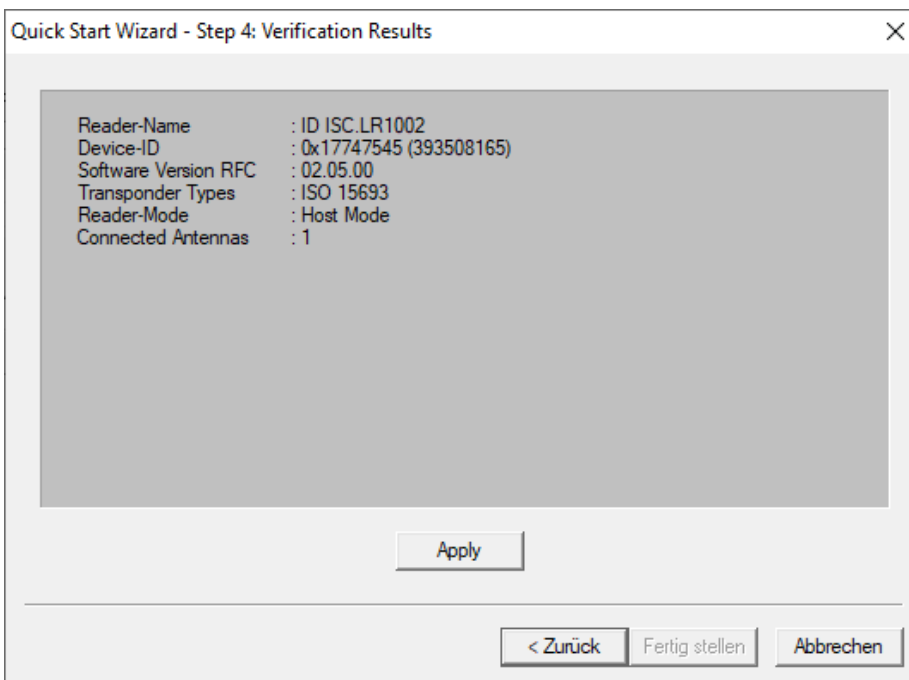 Quick Start Wizard - Step 4: Verification Results
Reader-Name : ID ISC.LR1002
Device-ID : 0x17747545 (393508165)
Software Version RFC : 02.05.00
Transponder Types : ISO 15693
Reader-Mode : Host Mode
Connected Antennas : 1
Apply
< Zurück Fertig stellen Abbrechen